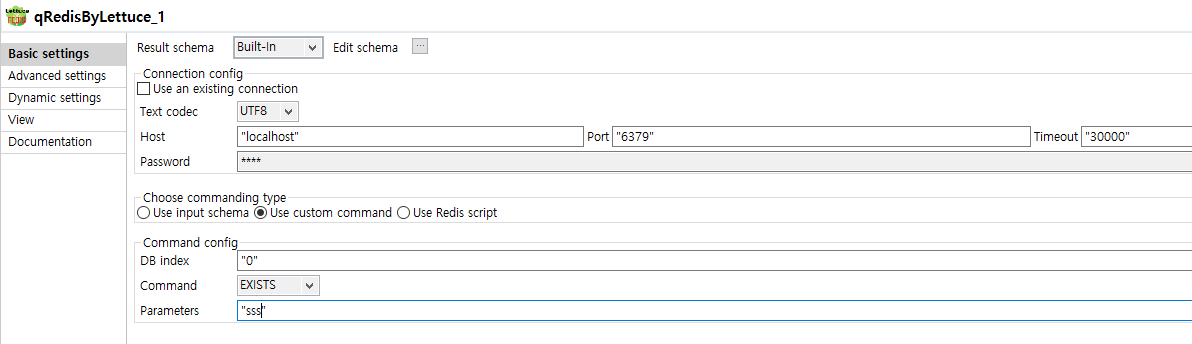 Lettuce
REDIS
qRedisByLettuce_1
Basic settings
Advanced settings
Dynamic settings
View
Documentation
Result schema Built-In Edit schema ...
Connection config
Use an existing connection
Text codec UTF8
Host "localhost" Port "6379" Timeout "30000"
Password ****
Choose commanding type
Use input schema Use custom command Use Redis script
Command config
DB index "0"
Command EXISTS
Parameters "sss"